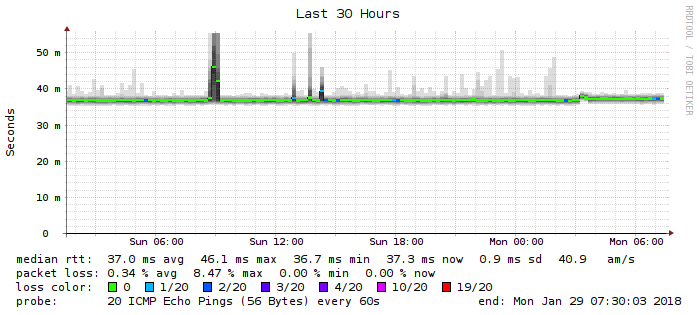 Last 30 Hours
RRDTOOL / TOBI OETIKER
Seconds
50 m
40 m
30 m
20 m
10 m
0
Sun 06:00 Sun 12:00 Sun 18:00 Mon 00:00 Mon 06:00
median rtt: 37.0 ms avg 46.1 ms max 36.7 ms min 37.3 ms now 0.9 ms sd 40.9 am/s
packet loss: 0.34 % avg 8.47 % max 0.00 % min 0.00 % now
loss color: 0 1/20 2/20 3/20 4/20 10/20 19/20
probe: 20 ICMP Echo Pings (56 Bytes) every 60s end: Mon Jan 29 07:30:03 2018